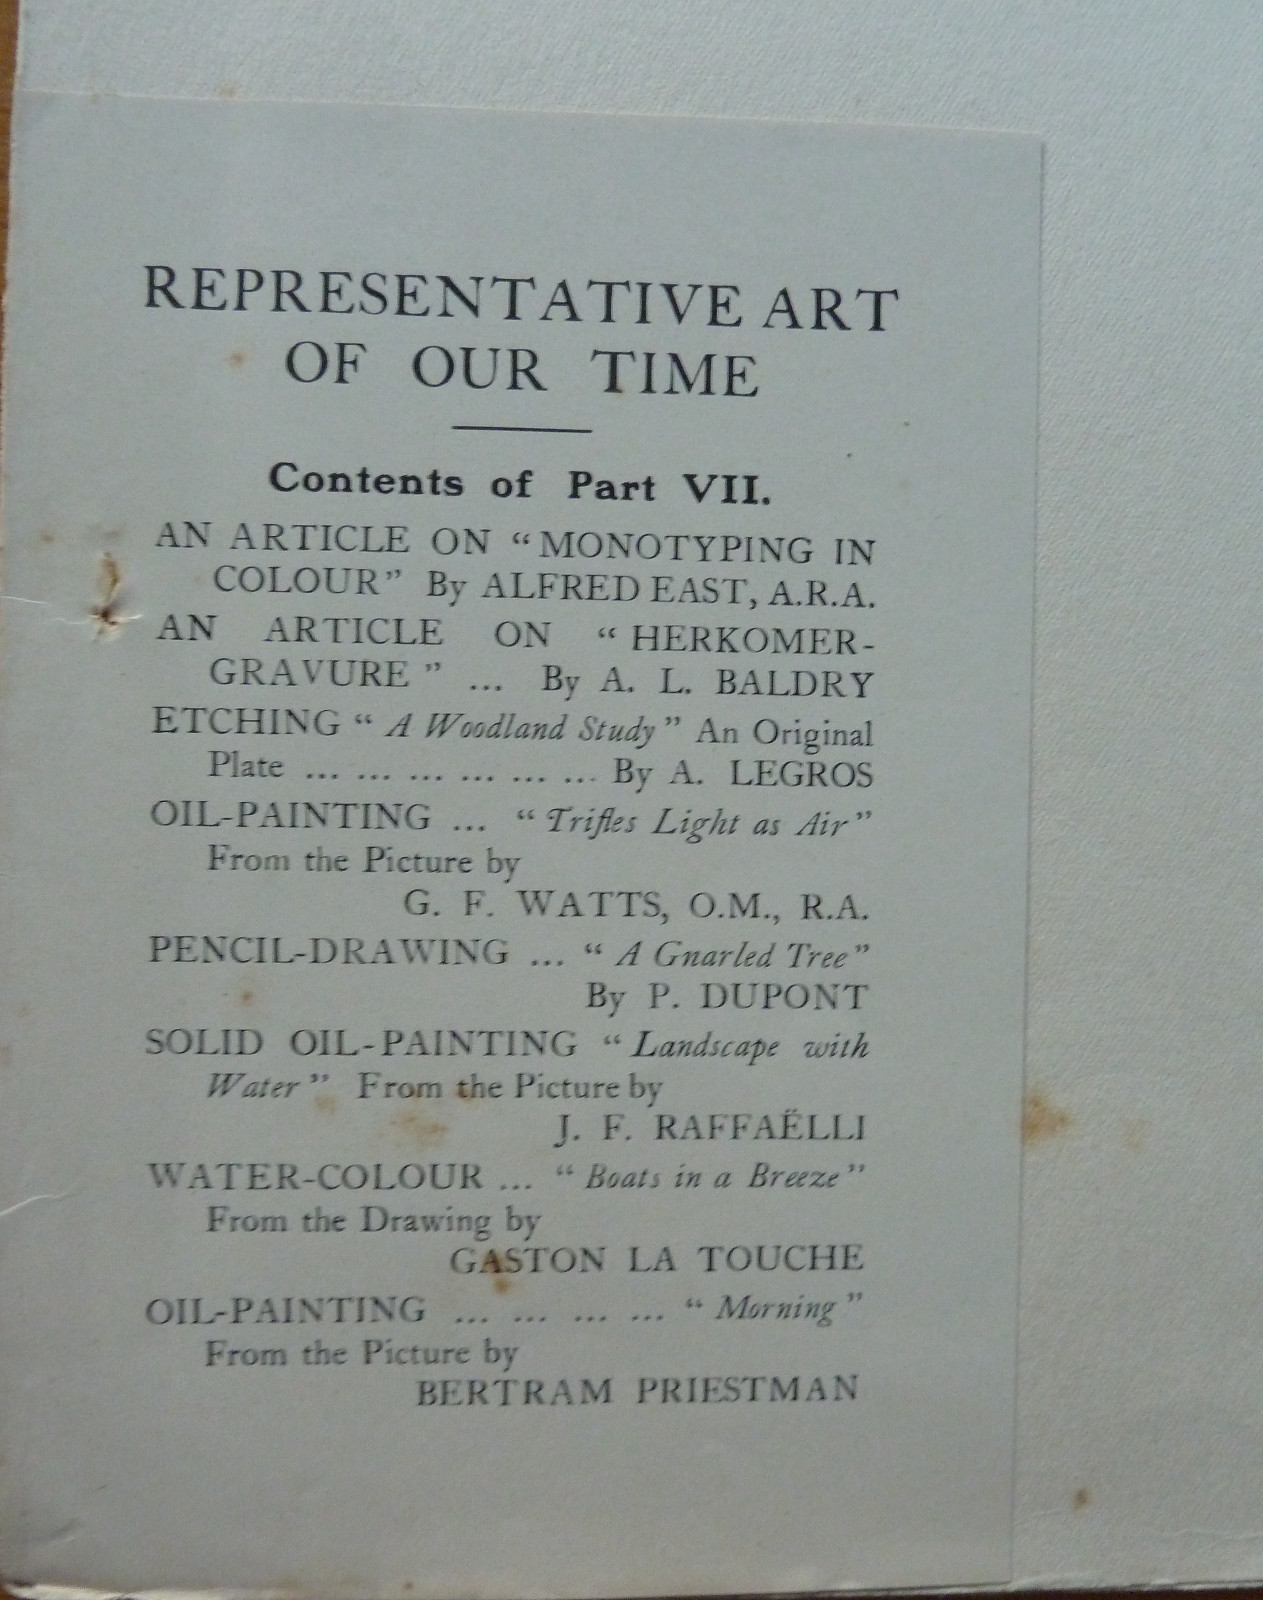 REPRESENTATIVE ART
OF OUR TIME
Contents of Part VII.
AN ARTICLE ON “MONOTYPING IN
COLOUR” By ALFRED EAST, A.R.A.
AN ARTICLE ON “HERKOMER-
GRAVURE” ... By A. L. BALDRY
ETCHING “A Woodland Study” An Original
Plate ... ... ... ... ... ... By A. LEGROS
OIL-PAINTING ... “Trifles Light as Air”
From the Picture by
G. F. WATTS, O.M., R.A.
PENCIL-DRAWING ... “A Gnarled Tree”
By P. DUPONT
SOLID OIL-PAINTING “Landscape with
Water” From the Picture by
J. F. RAFFAËLLI
WATER-COLOUR ... “Boats in a Breeze”
From the Drawing by
GASTON LA TOUCHE
OIL-PAINTING ... ... ... ... “Morning”
From the Picture by
BERTRAM PRIESTMAN